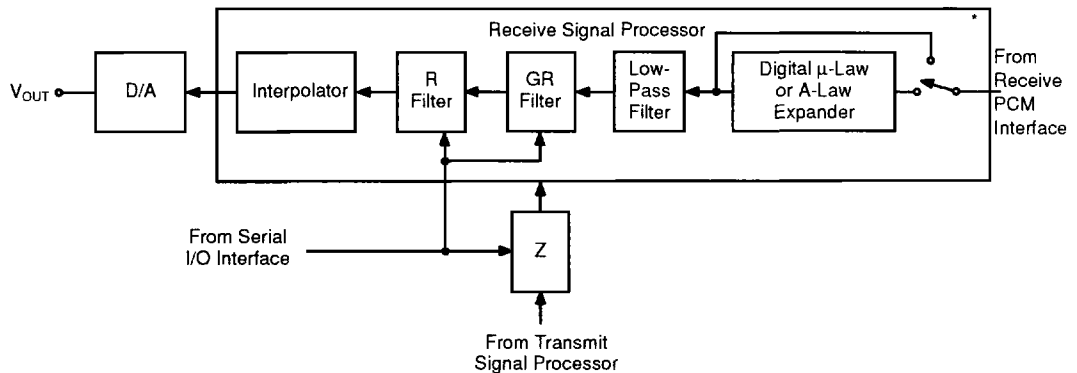 Receive Signal Processor
*
V_OUT
D/A
Interpolator
R
Filter
GR
Filter
Low-
Pass
Filter
Digital μ-Law
or A-Law
Expander
From
Receive
PCM
Interface
From Serial
I/O Interface
Z
From Transmit
Signal Processor